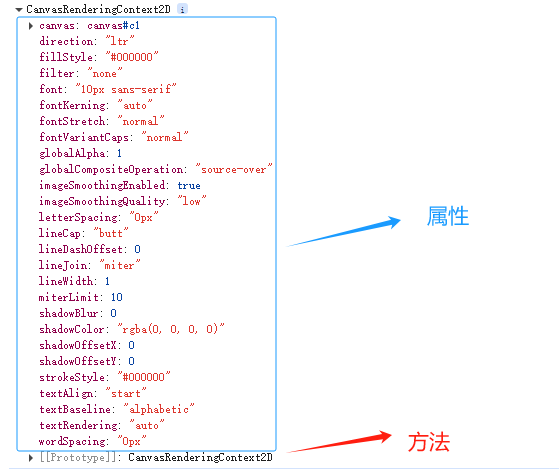 CanvasRenderingContext2D i
canvas: canvas#c1
direction: "ltr"
fillStyle: "#000000"
filter: "none"
font: "10px sans-serif"
fontKerning: "auto"
fontStretch: "normal"
fontVariantCaps: "normal"
globalAlpha: 1
globalCompositeOperation: "source-over"
imageSmoothingEnabled: true
imageSmoothingQuality: "low"
letterSpacing: "0px"
lineCap: "butt"
lineDashOffset: 0
lineJoin: "miter"
lineWidth: 1
miterLimit: 10
shadowBlur: 0
shadowColor: "rgba(0, 0, 0, 0)"
shadowOffsetX: 0
shadowOffsetY: 0
strokeStyle: "#000000"
textAlign: "start"
textBaseline: "alphabetic"
textRendering: "auto"
wordSpacing: "0px"
[[Prototype]]: CanvasRenderingContext2D
属性
方法